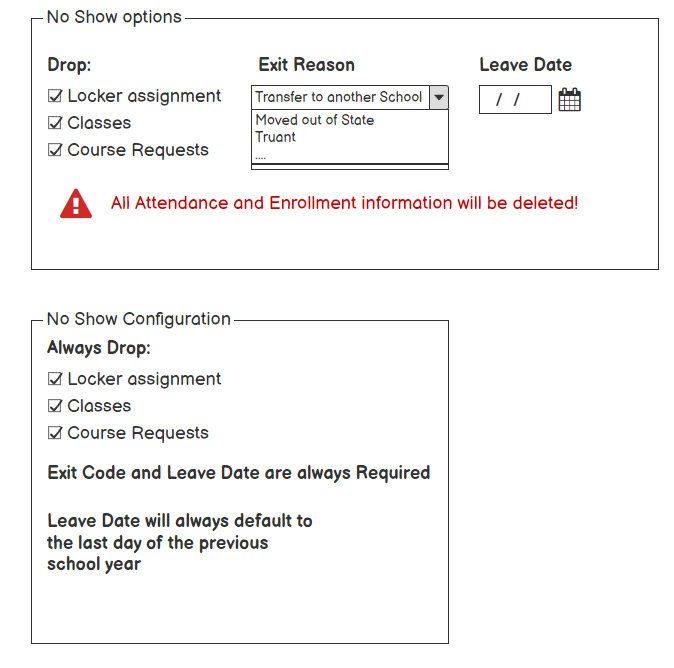 No Show options
Drop:
Exit Reason
Leave Date
Locker assignment
Transfer to another School
/ /
Classes
Moved out of State
Truant
Course Requests
....
All Attendance and Enrollment information will be deleted!
No Show Configuration
Always Drop:
Locker assignment
Classes
Course Requests
Exit Code and Leave Date are always Required
Leave Date will always default to
the last day of the previous
school year